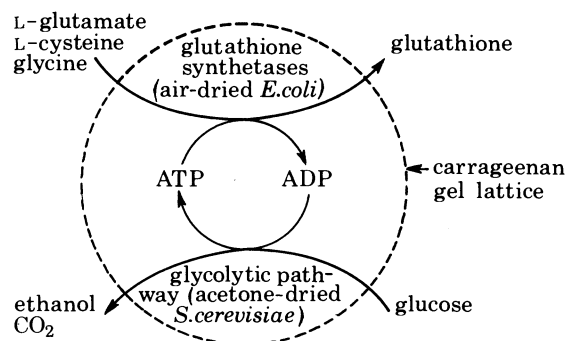 L-glutamate
L-cysteine
glycine
glutathione
synthetases
(air-dried E.coli)
glutathione
ATP
ADP
carrageenan
gel lattice
glycolytic path-
way (acetone-dried
S.cerevisiae)
ethanol
CO2
glucose